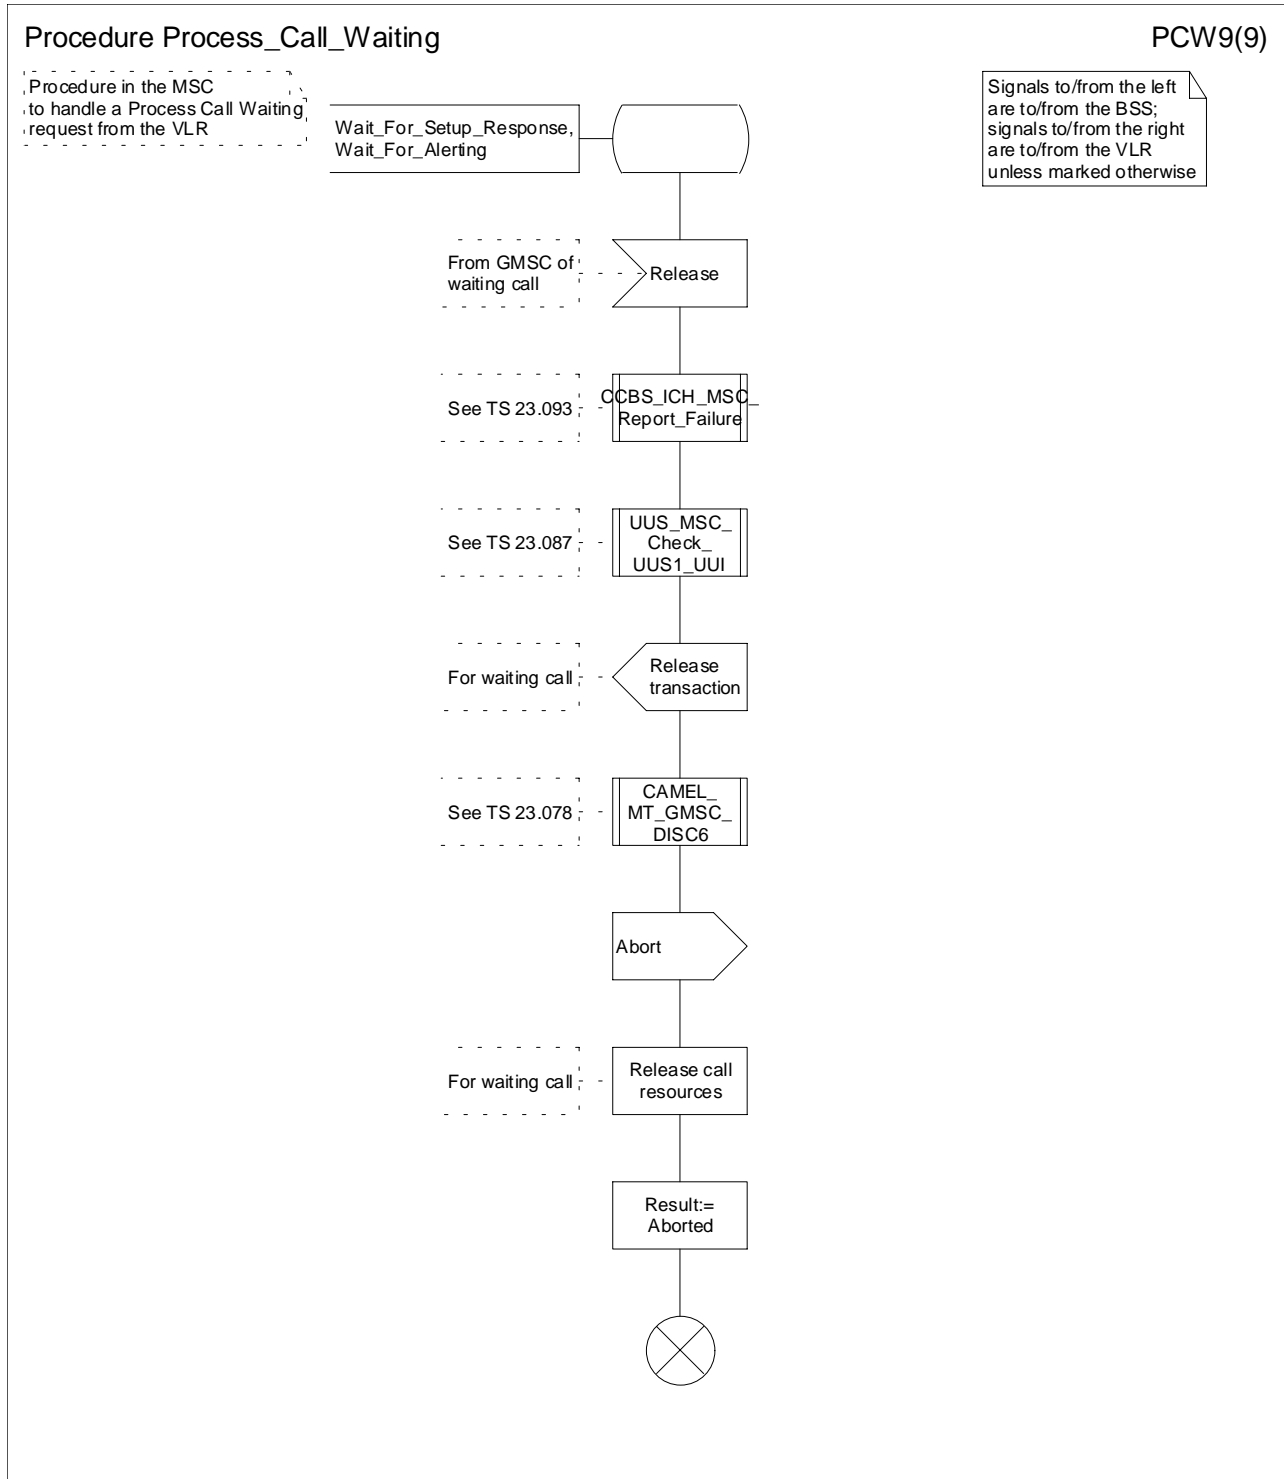 Procedure Process_Call_Waiting
PCW9(9)
Procedure in the MSC
to handle a Process Call Waiting
request from the VLR
Wait_For_Setup_Response,
Wait_For_Alerting
Signals to/from the left
are to/from the BSS;
signals to/from the right
are to/from the VLR
unless marked otherwise
From GMSC of
waiting call
Release
See TS 23.093
CCBS_ICH_MSC_
Report_Failure
See TS 23.087
UUS_MSC_
Check_
UUS1_UUI
For waiting call
Release
transaction
See TS 23.078
CAMEL_
MT_GMSC_
DISC6
Abort
For waiting call
Release call
resources
Result:=
Aborted